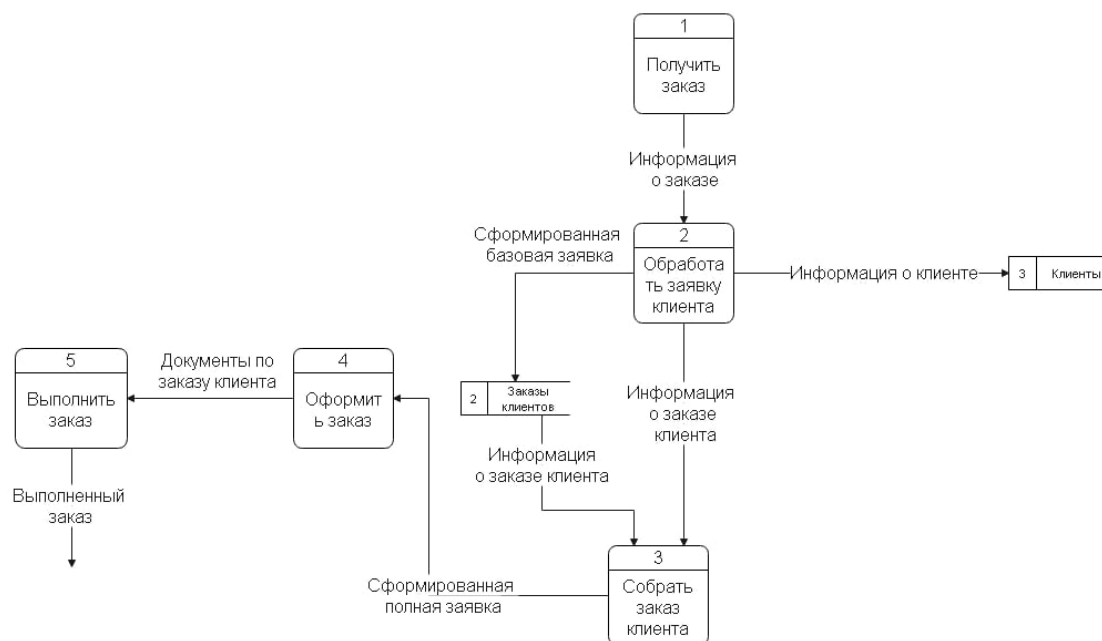 1
Получить
заказ
Информация
о заказе
2
Обработа
ть заявку
клиента
Сформированная
базовая заявка
Информация о клиенте
3
Клиенты
2
Заказы
клиентов
Информация
о заказе
клиента
Информация
о заказе клиента
3
Собрать
заказ
клиента
Сформированная
полная заявка
4
Оформит
ь заказ
Документы по
заказу клиента
5
Выполнить
заказ
Выполненный
заказ